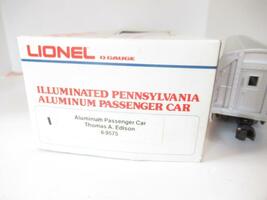 LIONEL O GAUGE
ILLUMINATED PENNSYLVANIA
ALUMINUM PASSENGER CAR
1 Aluminum Passenger Car
Thomas A. Edison
6-9575